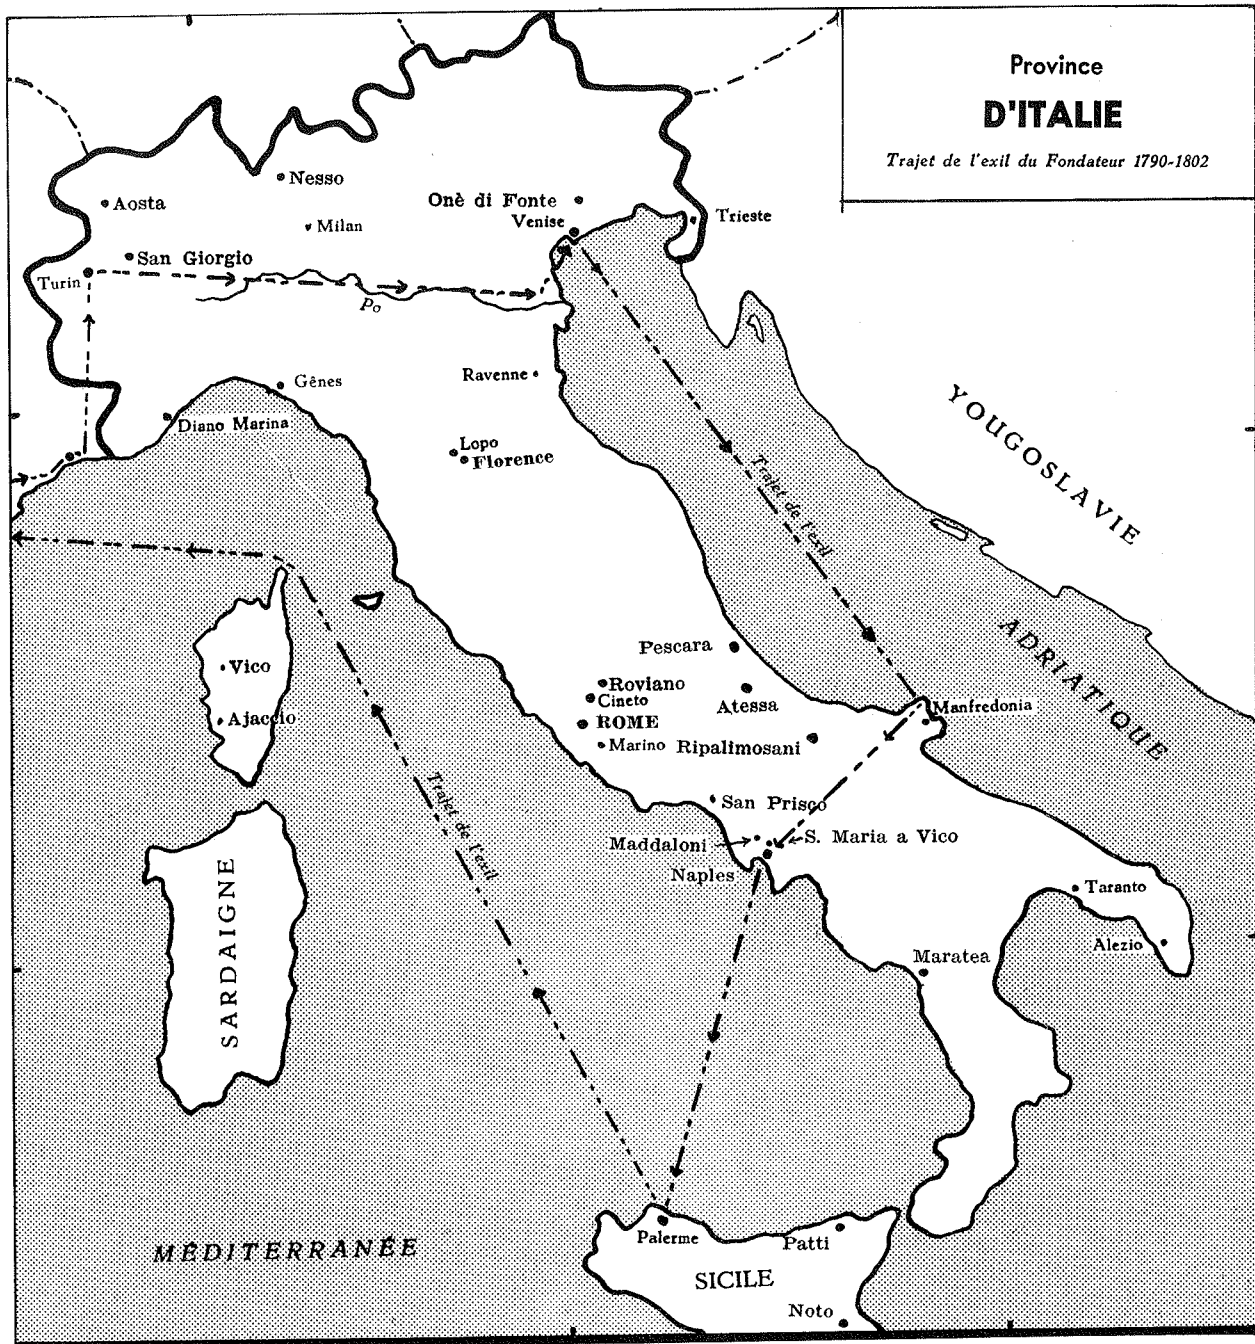 Province
D'ITALIE
Trajet de l'exil du Fondateur 1790-1802
Nesso
Aosta
Onè di Fonte
Milan
Venise
Trieste
San Giorgio
Turin
Po
Gênes
Ravenne
Diano Marina
Lopo
Florence
YOUGOSLAVIE
Trajet de l'exil
ADRIATIQUE
Pescara
Vico
Roviano
Cineto
Atessa
Manfredonia
Ajaccio
ROME
Marino
Ripalimosani
Trajet de l'exil
San Prisco
Maddaloni
S. Maria a Vico
Naples
SARDAIGNE
Taranto
Alezio
Maratea
Palerme
Patti
MÉDITERRANÉE
SICILE
Noto